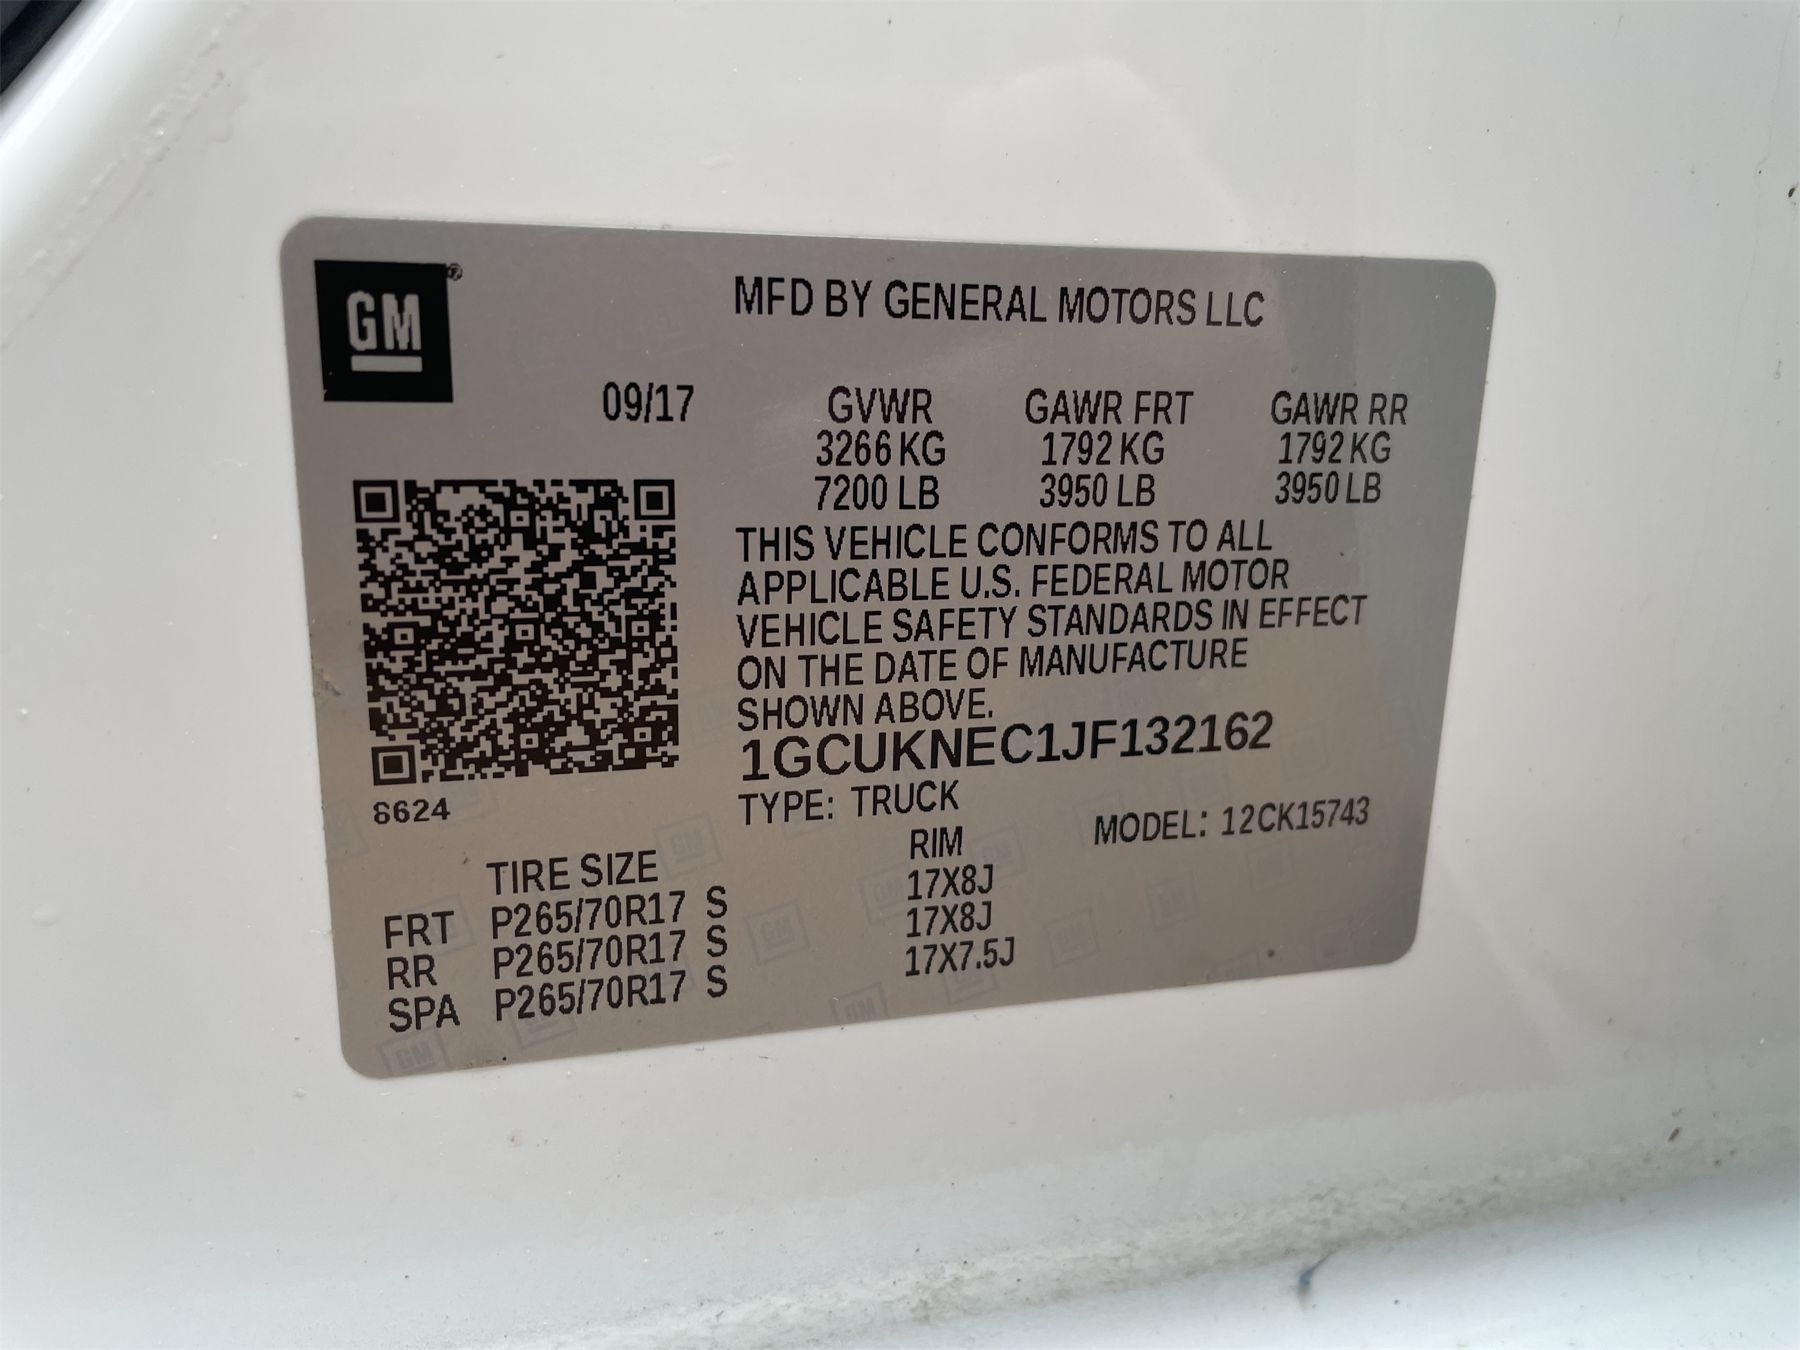 GM
MFD BY GENERAL MOTORS LLC
09/17 GVWR GAWR FRT GAWR RR
3266 KG 1792 KG 1792 KG
7200 LB 3950 LB 3950 LB
THIS VEHICLE CONFORMS TO ALL
APPLICABLE U.S. FEDERAL MOTOR
VEHICLE SAFETY STANDARDS IN EFFECT
ON THE DATE OF MANUFACTURE
SHOWN ABOVE.
1GCUKNEC1JF132162
8624
TYPE: TRUCK MODEL: 12CK15743
TIRE SIZE RIM
FRT P265/70R17 S 17X8J
RR P265/70R17 S 17X8J
SPA P265/70R17 S 17X7.5J